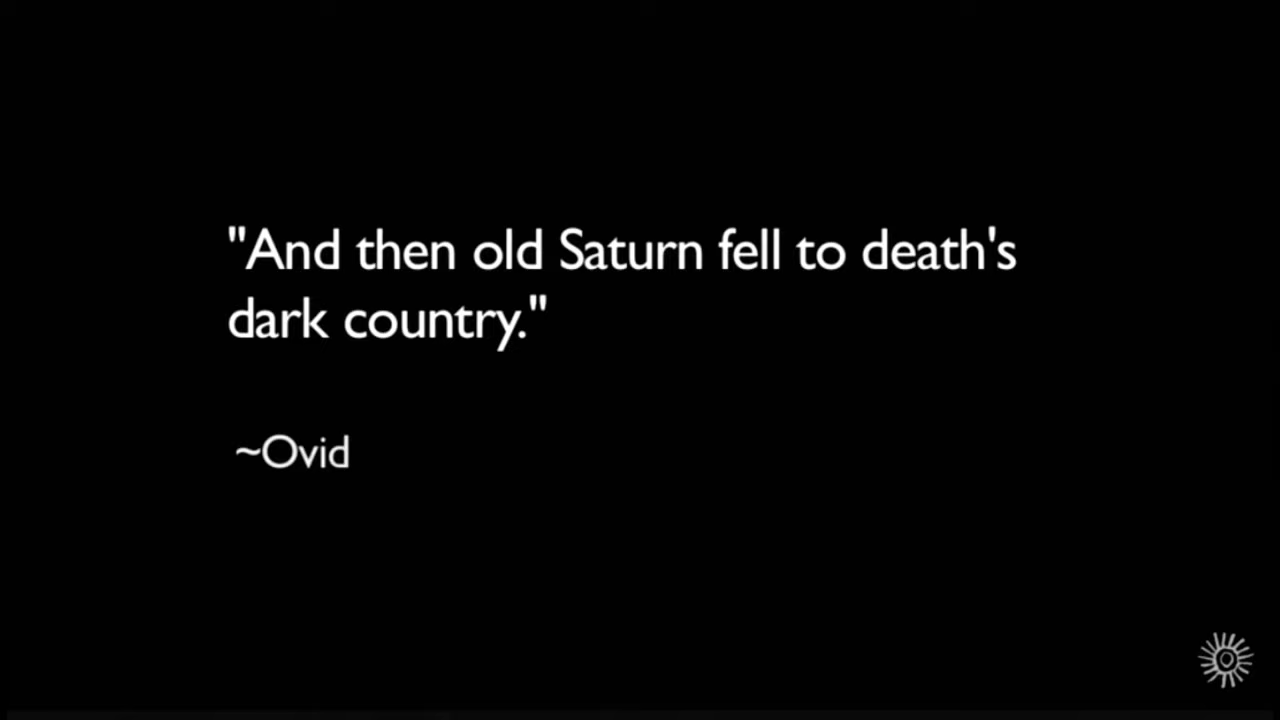 "And then old Saturn fell to death's
dark country."
~Ovid